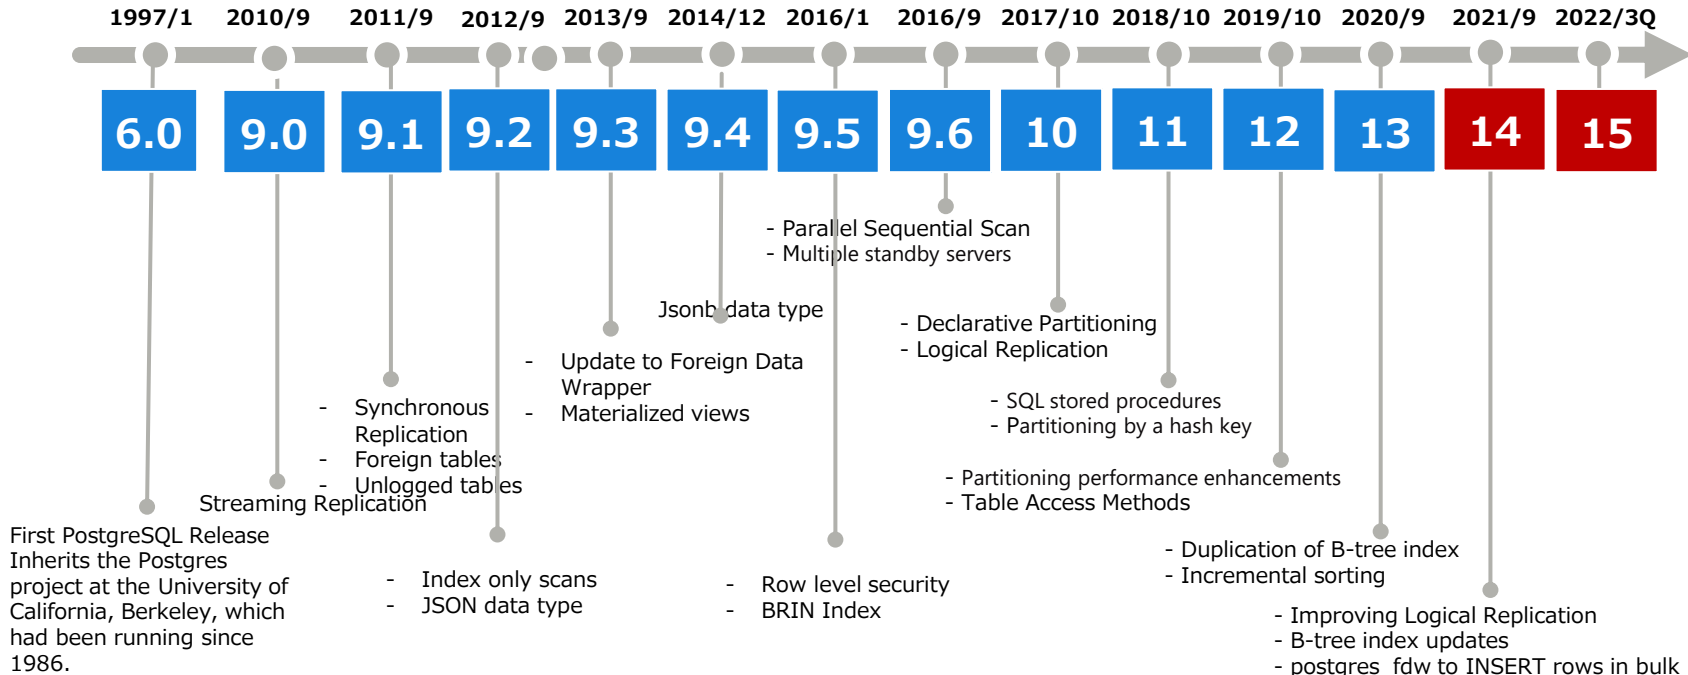 1997/1 2010/9 2011/9 2012/9 2013/9 2014/12 2016/1 2016/9 2017/10 2018/10 2019/10 2020/9 2021/9 2022/3Q
6.0 9.0 9.1 9.2 9.3 9.4 9.5 9.6 10 11 12 13 14 15
- Parallel Sequential Scan
- Multiple standby servers
Jsonb data type
- Declarative Partitioning
- Logical Replication
- Update to Foreign Data
Wrapper
- Materialized views
- Synchronous
Replication
- Foreign tables
- Unlogged tables
- SQL stored procedures
- Partitioning by a hash key
- Partitioning performance enhancements
- Table Access Methods
Streaming Replication
First PostgreSQL Release
Inherits the Postgres
project at the University of
California, Berkeley, which
had been running since
1986.
- Index only scans
- JSON data type
- Row level security
- BRIN Index
- Duplication of B-tree index
- Incremental sorting
- Improving Logical Replication
- B-tree index updates
- postgres_fdw to INSERT rows in bulk